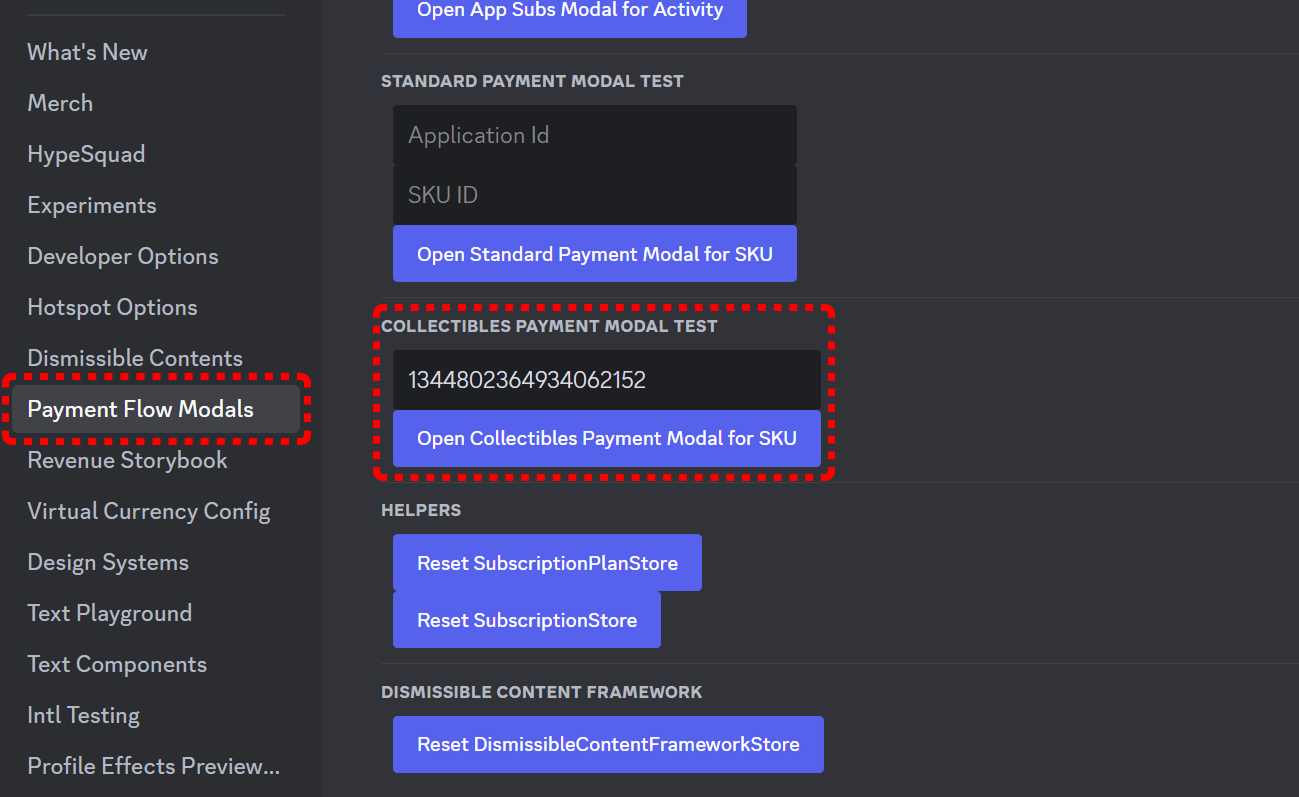 What's New
Merch
HypeSquad
Experiments
Developer Options
Hotspot Options
Dismissible Contents
Payment Flow Modals
Revenue Storybook
Virtual Currency Config
Design Systems
Text Playground
Text Components
Intl Testing
Profile Effects Preview...
Open App Subs Modal for Activity
STANDARD PAYMENT MODAL TEST
Application Id
SKU ID
Open Standard Payment Modal for SKU
COLLECTIBLES PAYMENT MODAL TEST
1344802364934062152
Open Collectibles Payment Modal for SKU
HELPERS
Reset SubscriptionPlanStore
Reset SubscriptionStore
DISMISSIBLE CONTENT FRAMEWORK
Reset DismissibleContentFrameworkStore